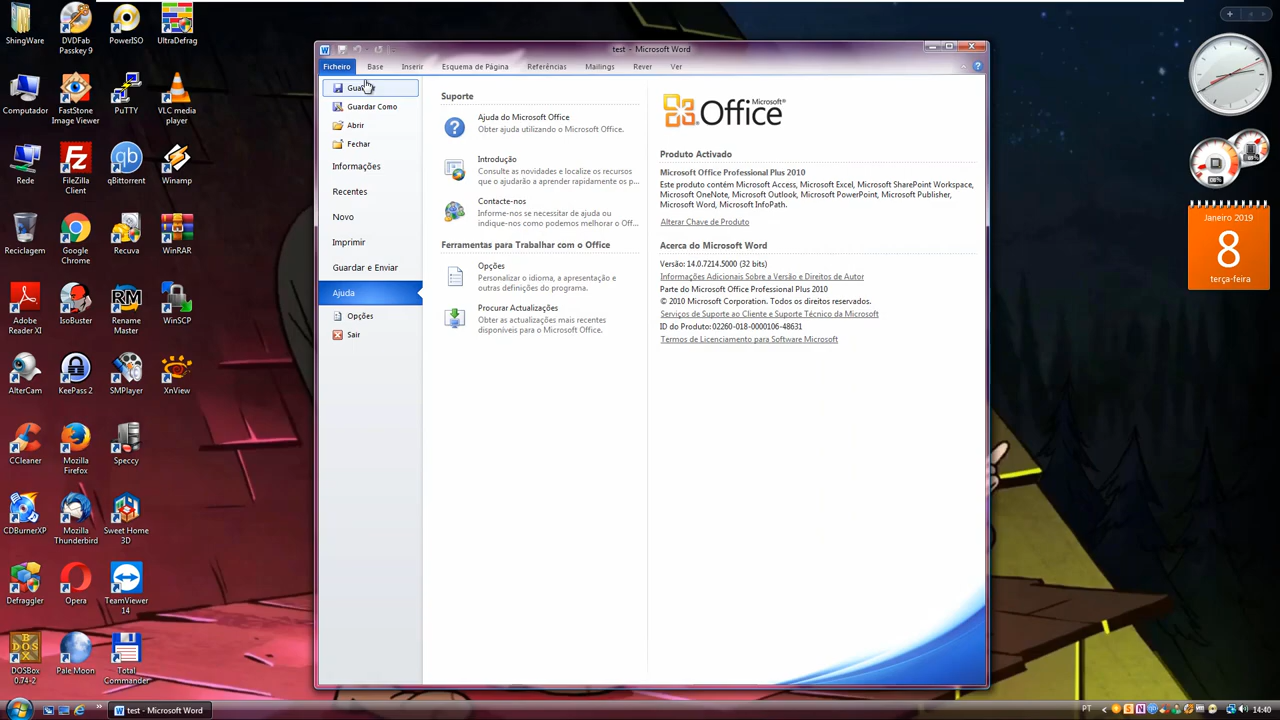 ShingWare
DVDFab
Passkey 9
PowerISO
UltraDefrag
Computador
FastStone
Image Viewer
PuTTY
VLC media
player
Rede
FileZilla
Client
qBittorrent
Winamp
Reciclagem
Google
Chrome
Recuva
WinRAR
Adobe
Reader XI
IsoBuster
Rename
Master
WinSCP
AlterCam
KeePass 2
SMPlayer
XnView
CCleaner
Mozilla
Firefox
Speccy
CDBurnerXP
Mozilla
Thunderbird
Sweet Home
3D
Defraggler
Opera
TeamViewer
14
DOSBox
0.74-2
Pale Moon
Total
Commander
test - Microsoft Word
Ficheiro Base Inserir Esquema de Página Referências Mailings Rever Ver
Guardar Como
Abrir
Fechar
Informações
Recentes
Novo
Imprimir
Guardar e Enviar
Ajuda
Opções
Sair
Suporte
Ajuda do Microsoft Office
Obter ajuda utilizando o Microsoft Office.
Introdução
Consulte as novidades e localize os recursos
que o ajudarão a aprender rapidamente os p...
Contacte-nos
Informe-nos se necessitar de ajuda ou
indique-nos como podemos melhorar o Off...
Ferramentas para Trabalhar com o Office
Opções
Personalizar o idioma, a apresentação e
outras definições do programa.
Procurar Actualizações
Obter as actualizações mais recentes
disponíveis para o Microsoft Office.
Microsoft®
Office
Produto Activado
Microsoft Office Professional Plus 2010
Este produto contém Microsoft Access, Microsoft Excel, Microsoft SharePoint Workspace,
Microsoft OneNote, Microsoft Outlook, Microsoft PowerPoint, Microsoft Publisher,
Microsoft Word, Microsoft InfoPath.
Alterar Chave de Produto
Acerca do Microsoft Word
Versão: 14.0.7214.5000 (32 bits)
Informações Adicionais Sobre a Versão e Direitos de Autor
Parte do Microsoft Office Professional Plus 2010
© 2010 Microsoft Corporation. Todos os direitos reservados.
Serviços de Suporte ao Cliente e Suporte Técnico da Microsoft
ID do Produto: 02260-018-0000106-48631
Termos de Licenciamento para Software Microsoft
Janeiro 2019
8
terça-feira
test - Microsoft Word
PT
14:40